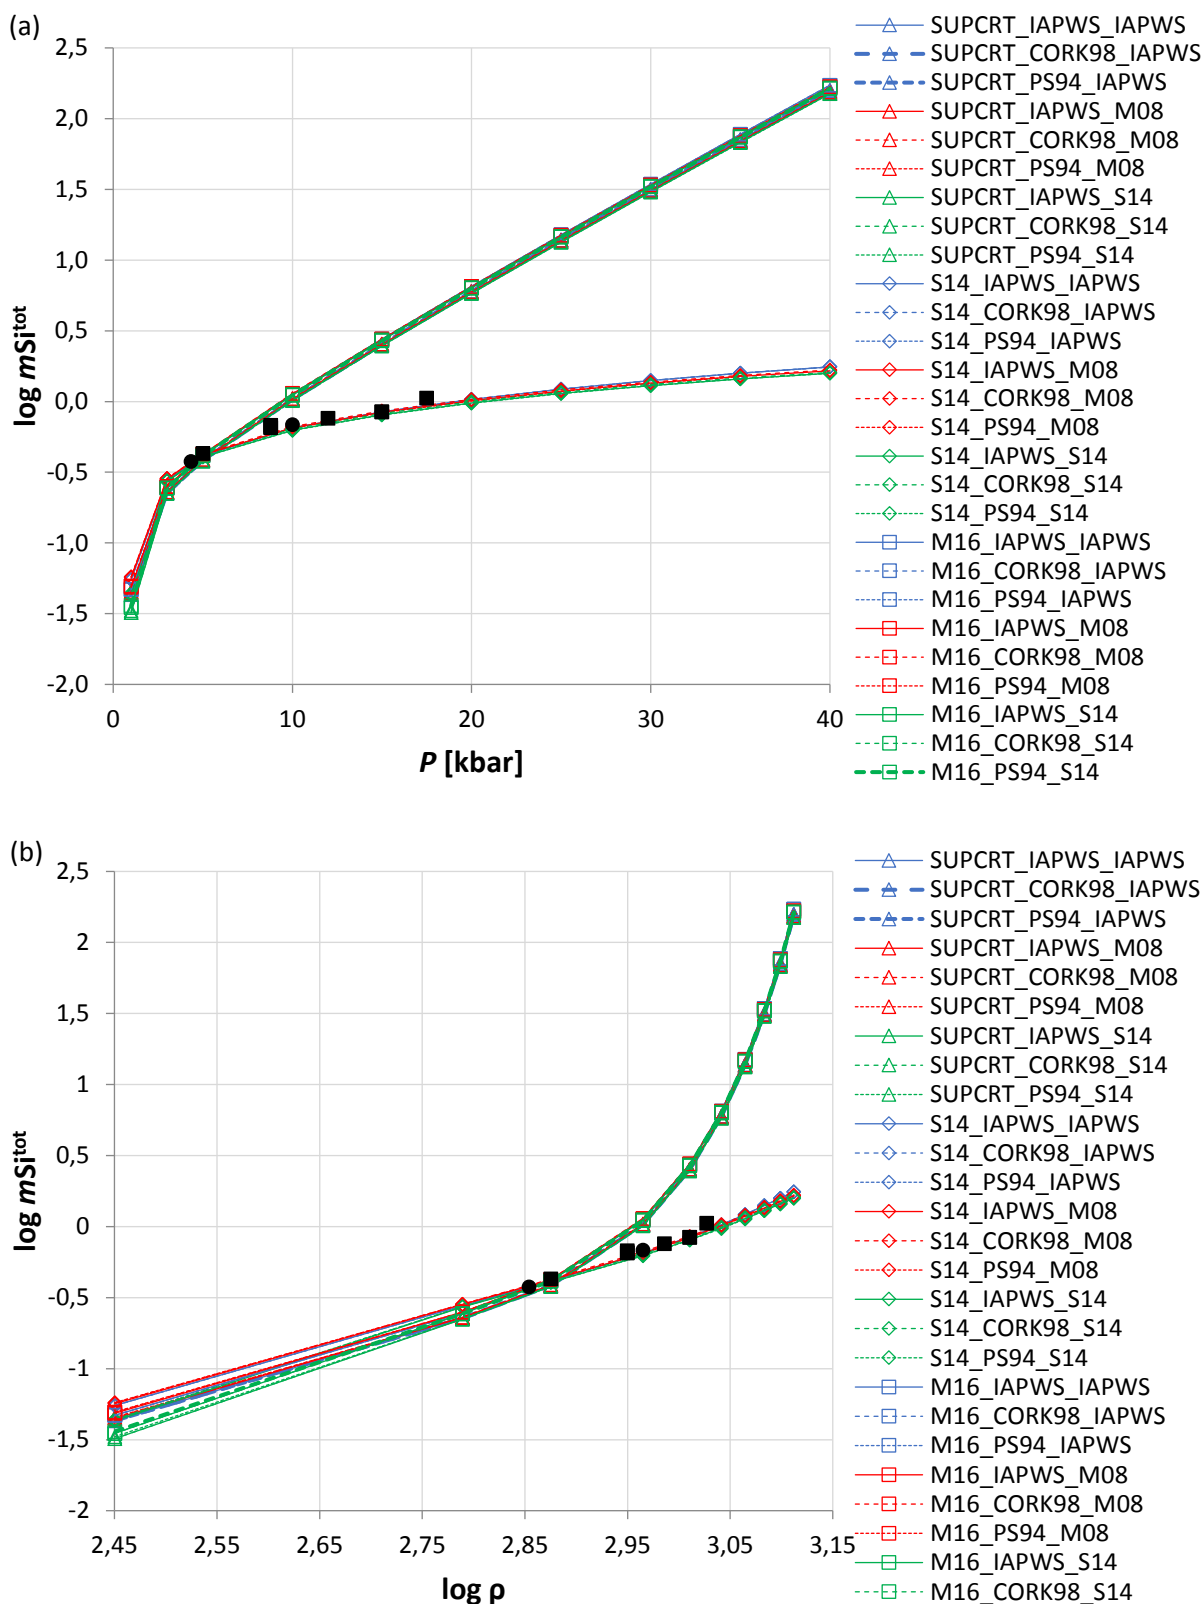 (a)
2,5
2,0
1,5
1,0
0,5
0,0
-0,5
-1,0
-1,5
-2,0
log mSi^tot
0
10
20
30
40
P [kbar]
SUPCRT_IAPWS_IAPWS
SUPCRT_CORK98_IAPWS
SUPCRT_PS94_IAPWS
SUPCRT_IAPWS_M08
SUPCRT_CORK98_M08
SUPCRT_PS94_M08
SUPCRT_IAPWS_S14
SUPCRT_CORK98_S14
SUPCRT_PS94_S14
S14_IAPWS_IAPWS
S14_CORK98_IAPWS
S14_PS94_IAPWS
S14_IAPWS_M08
S14_CORK98_M08
S14_PS94_M08
S14_IAPWS_S14
S14_CORK98_S14
S14_PS94_S14
M16_IAPWS_IAPWS
M16_CORK98_IAPWS
M16_PS94_IAPWS
M16_IAPWS_M08
M16_CORK98_M08
M16_PS94_M08
M16_IAPWS_S14
M16_CORK98_S14
M16_PS94_S14
(b)
2,5
2
1,5
1
0,5
0
-0,5
-1
-1,5
-2
log mSi^tot
2,45
2,55
2,65
2,75
2,85
2,95
3,05
3,15
log ρ
SUPCRT_IAPWS_IAPWS
SUPCRT_CORK98_IAPWS
SUPCRT_PS94_IAPWS
SUPCRT_IAPWS_M08
SUPCRT_CORK98_M08
SUPCRT_PS94_M08
SUPCRT_IAPWS_S14
SUPCRT_CORK98_S14
SUPCRT_PS94_S14
S14_IAPWS_IAPWS
S14_CORK98_IAPWS
S14_PS94_IAPWS
S14_IAPWS_M08
S14_CORK98_M08
S14_PS94_M08
S14_IAPWS_S14
S14_CORK98_S14
S14_PS94_S14
M16_IAPWS_IAPWS
M16_CORK98_IAPWS
M16_PS94_IAPWS
M16_IAPWS_M08
M16_CORK98_M08
M16_PS94_M08
M16_IAPWS_S14
M16_CORK98_S14